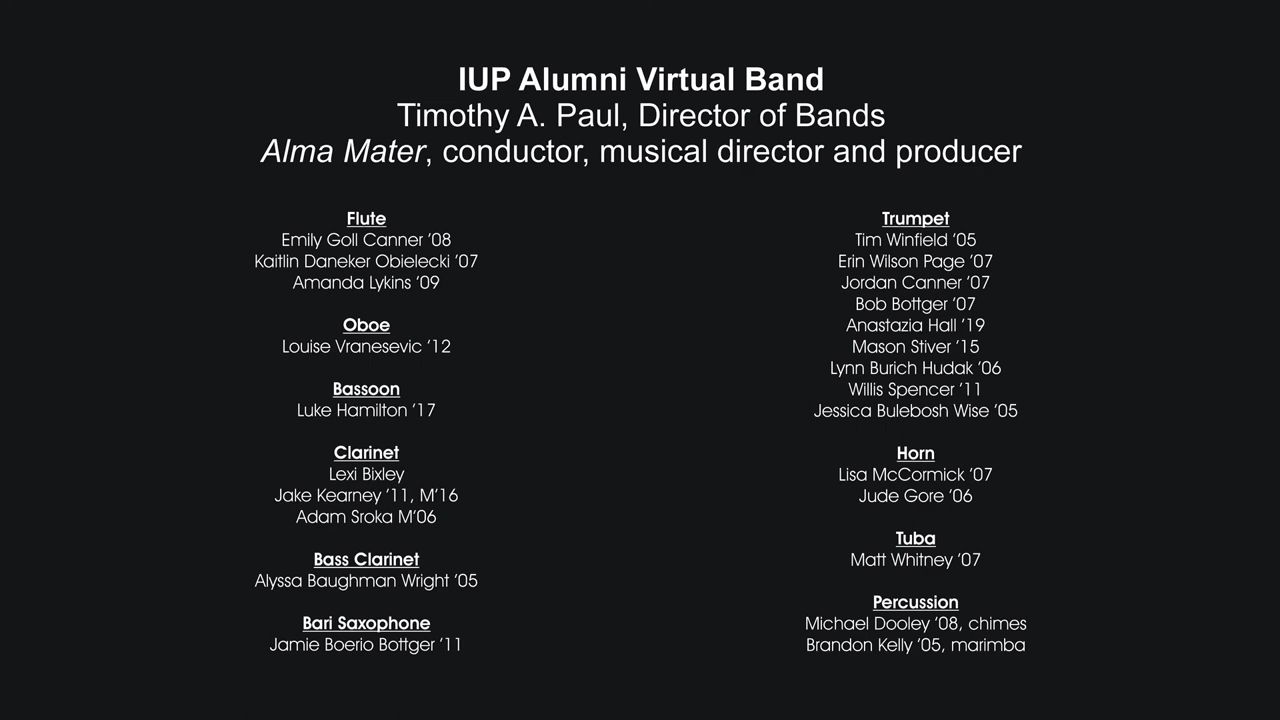 IUP Alumni Virtual Band
Timothy A. Paul, Director of Bands
Alma Mater, conductor, musical director and producer
Flute
Emily Goll Canner ’08
Kaitlin Daneker Obielecki ’07
Amanda Lykins ’09
Oboe
Louise Vranesevic ’12
Bassoon
Luke Hamilton ’17
Clarinet
Lexi Bixley
Jake Kearney ’11, M’16
Adam Sroka M’06
Bass Clarinet
Alyssa Baughman Wright ’05
Bari Saxophone
Jamie Boerio Bottger ’11
Trumpet
Tim Winfield ’05
Erin Wilson Page ’07
Jordan Canner ’07
Bob Bottger ’07
Anastazia Hall ’19
Mason Stiver ’15
Lynn Burich Hudak ’06
Willis Spencer ’11
Jessica Bulebosh Wise ’05
Horn
Lisa McCormick ’07
Jude Gore ’06
Tuba
Matt Whitney ’07
Percussion
Michael Dooley ’08, chimes
Brandon Kelly ’05, marimba